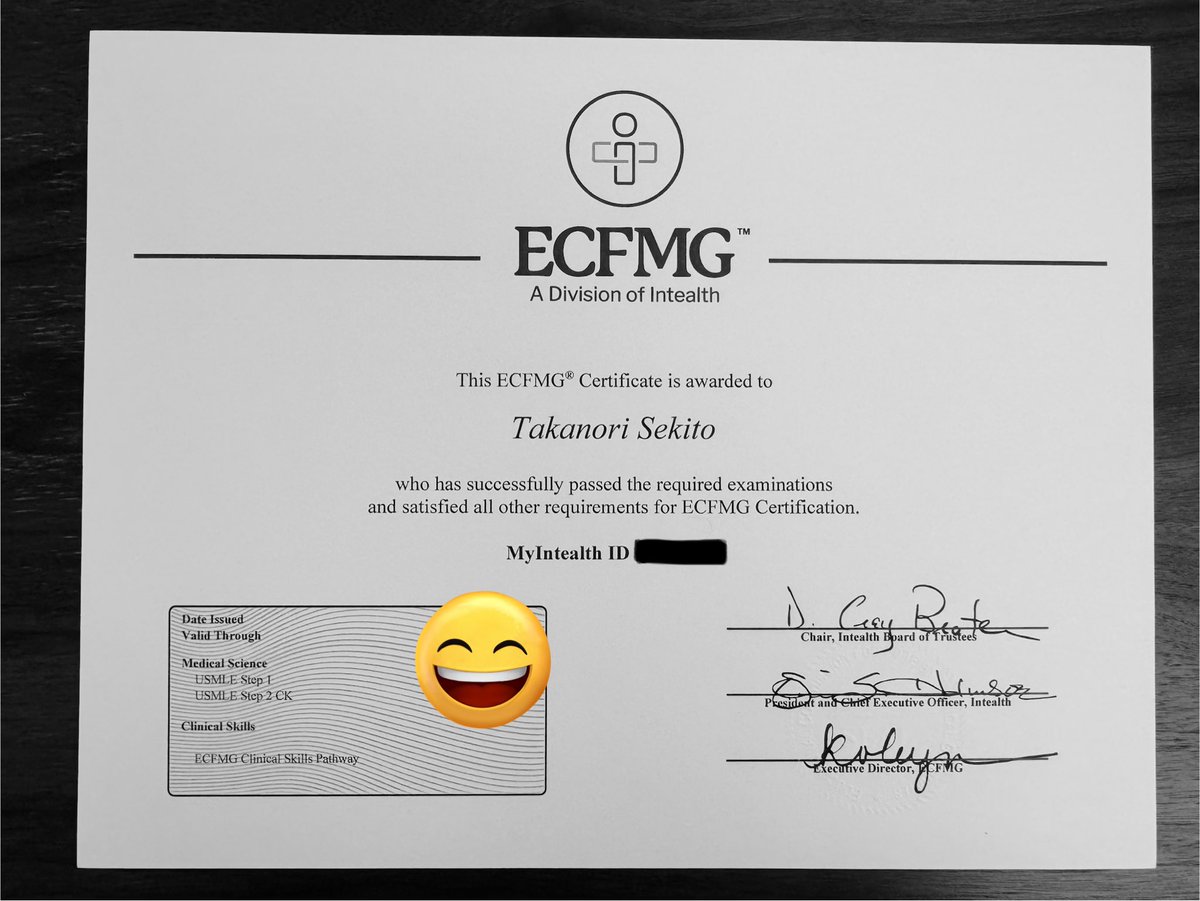 ECFMG™
A Division of Intealth
This ECFMG® Certificate is awarded to
Takanori Sekito
who has successfully passed the required examinations
and satisfied all other requirements for ECFMG Certification.
MyIntealth ID
Date Issued
Valid Through
Medical Science
USMLE Step 1
USMLE Step 2 CK
Clinical Skills
ECFMG Clinical Skills Pathway
Chair, Intealth Board of Trustees
President and Chief Executive Officer, Intealth
Executive Director, ECFMG